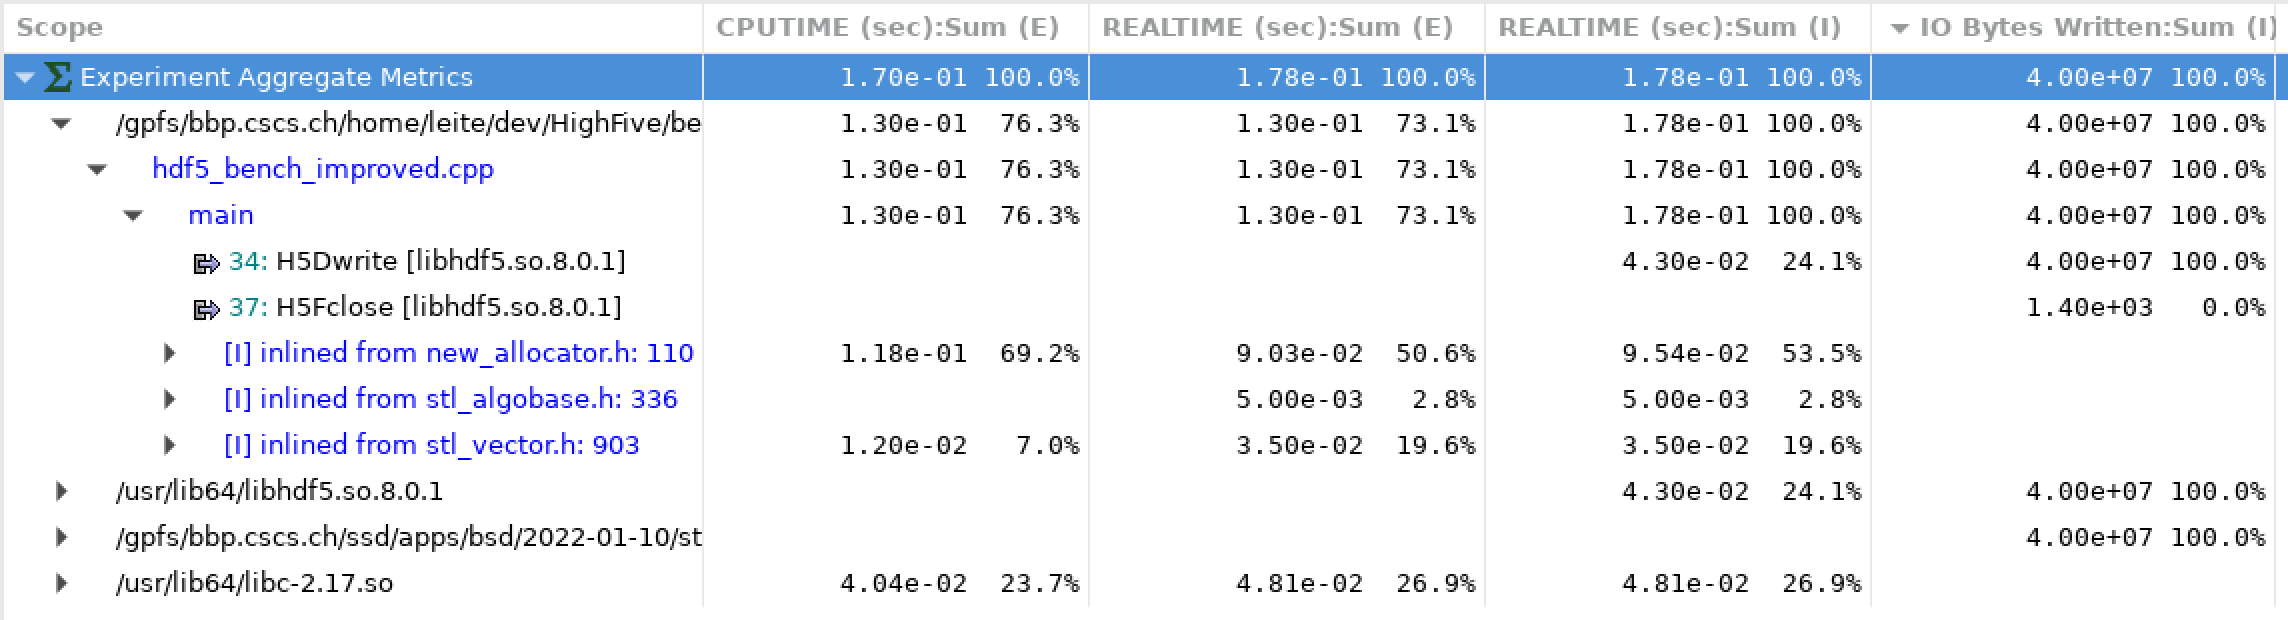 Scope CPUTIME (sec):Sum (E) REALTIME (sec):Sum (E) REALTIME (sec):Sum (I) IO Bytes Written:Sum (I)
Σ Experiment Aggregate Metrics 1.70e-01 100.0% 1.78e-01 100.0% 1.78e-01 100.0% 4.00e+07 100.0%
/gpfs/bbp.cscs.ch/home/leite/dev/HighFive/be 1.30e-01 76.3% 1.30e-01 73.1% 1.78e-01 100.0% 4.00e+07 100.0%
hdf5_bench_improved.cpp 1.30e-01 76.3% 1.30e-01 73.1% 1.78e-01 100.0% 4.00e+07 100.0%
main 1.30e-01 76.3% 1.30e-01 73.1% 1.78e-01 100.0% 4.00e+07 100.0%
34: H5Dwrite [libhdf5.so.8.0.1] 4.30e-02 24.1% 4.00e+07 100.0%
37: H5Fclose [libhdf5.so.8.0.1] 1.40e+03 0.0%
[I] inlined from new_allocator.h: 110 1.18e-01 69.2% 9.03e-02 50.6% 9.54e-02 53.5%
[I] inlined from stl_algobase.h: 336 5.00e-03 2.8% 5.00e-03 2.8%
[I] inlined from stl_vector.h: 903 1.20e-02 7.0% 3.50e-02 19.6% 3.50e-02 19.6%
/usr/lib64/libhdf5.so.8.0.1 4.30e-02 24.1% 4.00e+07 100.0%
/gpfs/bbp.cscs.ch/ssd/apps/bsd/2022-01-10/st 4.00e+07 100.0%
/usr/lib64/libc-2.17.so 4.04e-02 23.7% 4.81e-02 26.9% 4.81e-02 26.9%